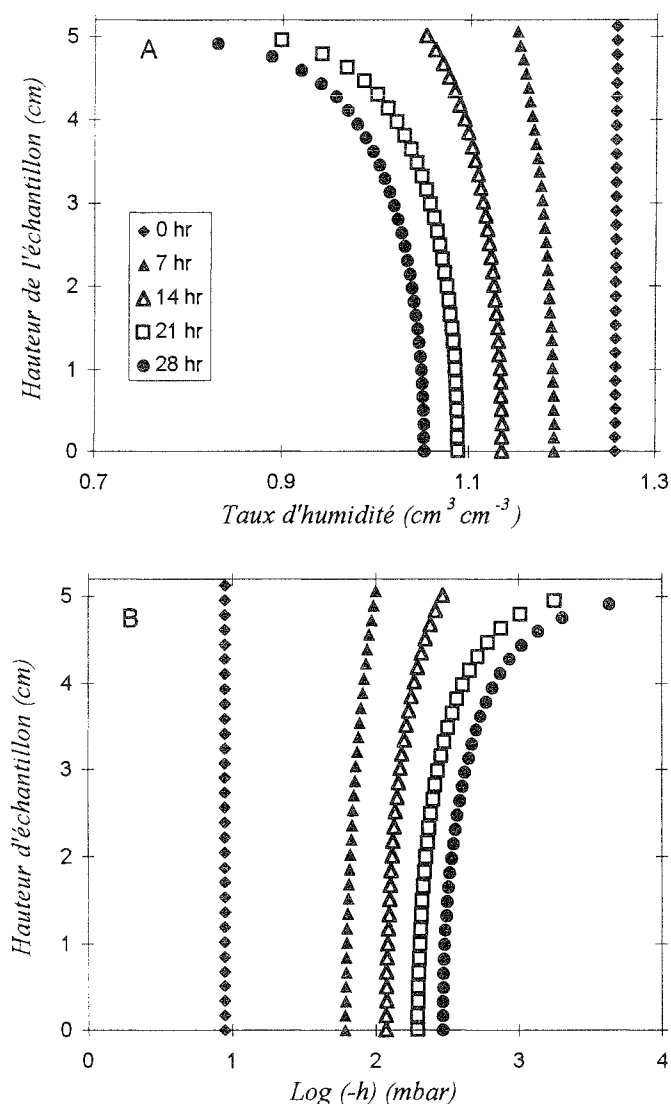 A
5
4
3
2
1
0
Hauteur de l'échantillon (cm)
0 hr
7 hr
14 hr
21 hr
28 hr
0.7 0.9 1.1 1.3
Taux d'humidité (cm³ cm⁻³)
B
5
4
3
2
1
0
Hauteur d'échantillon (cm)
0 1 2 3 4
Log (-h) (mbar)